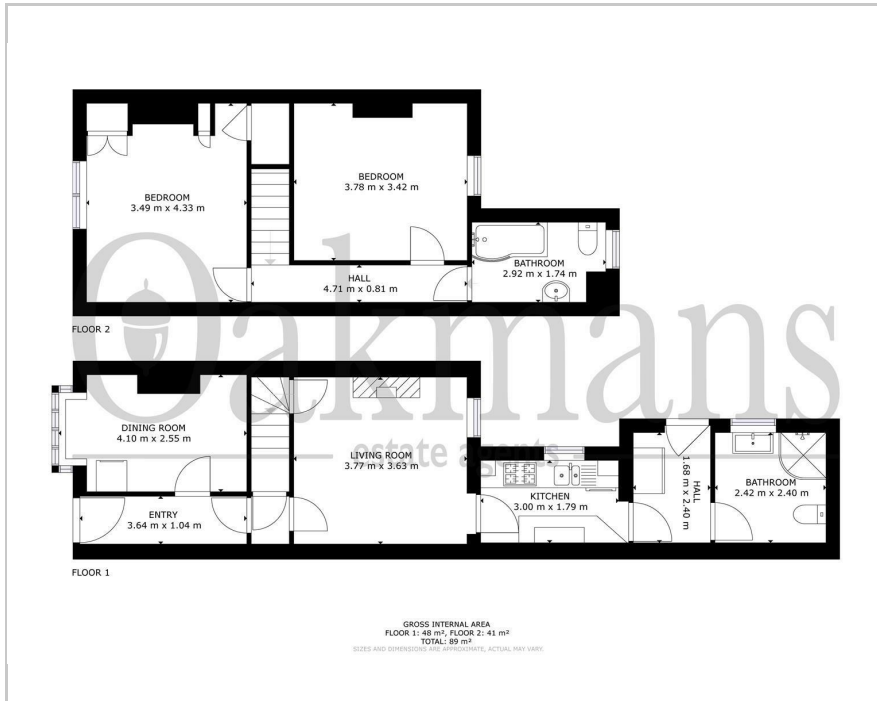 BEDROOM
3.49 m x 4.33 m
BEDROOM
3.78 m x 3.42 m
BATHROOM
2.92 m x 1.74 m
HALL
4.71 m x 0.81 m
FLOOR 2
Oakmans
estate agents
DINING ROOM
4.10 m x 2.55 m
LIVING ROOM
3.77 m x 3.63 m
KITCHEN
3.00 m x 1.79 m
HALL
1.68 m x 2.40 m
BATHROOM
2.42 m x 2.40 m
ENTRY
3.64 m x 1.04 m
FLOOR 1
GROSS INTERNAL AREA
FLOOR 1: 48 m², FLOOR 2: 41 m²
TOTAL: 89 m²
SIZES AND DIMENSIONS ARE APPROXIMATE, ACTUAL MAY VARY.